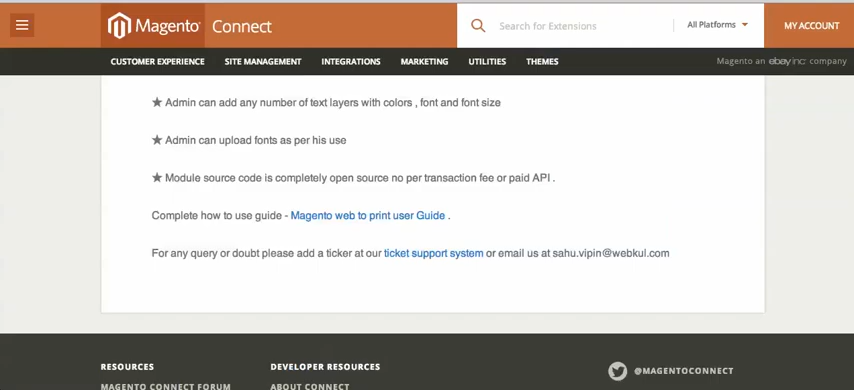 Magento Connect
Search for Extensions
All Platforms
MY ACCOUNT
CUSTOMER EXPERIENCE SITE MANAGEMENT INTEGRATIONS MARKETING UTILITIES THEMES
Magento an ebay inc company
★ Admin can add any number of text layers with colors , font and font size
★ Admin can upload fonts as per his use
★ Module source code is completely open source no per transaction fee or paid API .
Complete how to use guide - Magento web to print user Guide .
For any query or doubt please add a ticker at our ticket support system or email us at sahu.vipin@webkul.com
RESOURCES
MAGENTO CONNECT FORUM
DEVELOPER RESOURCES
ABOUT CONNECT
@MAGENTOCONNECT